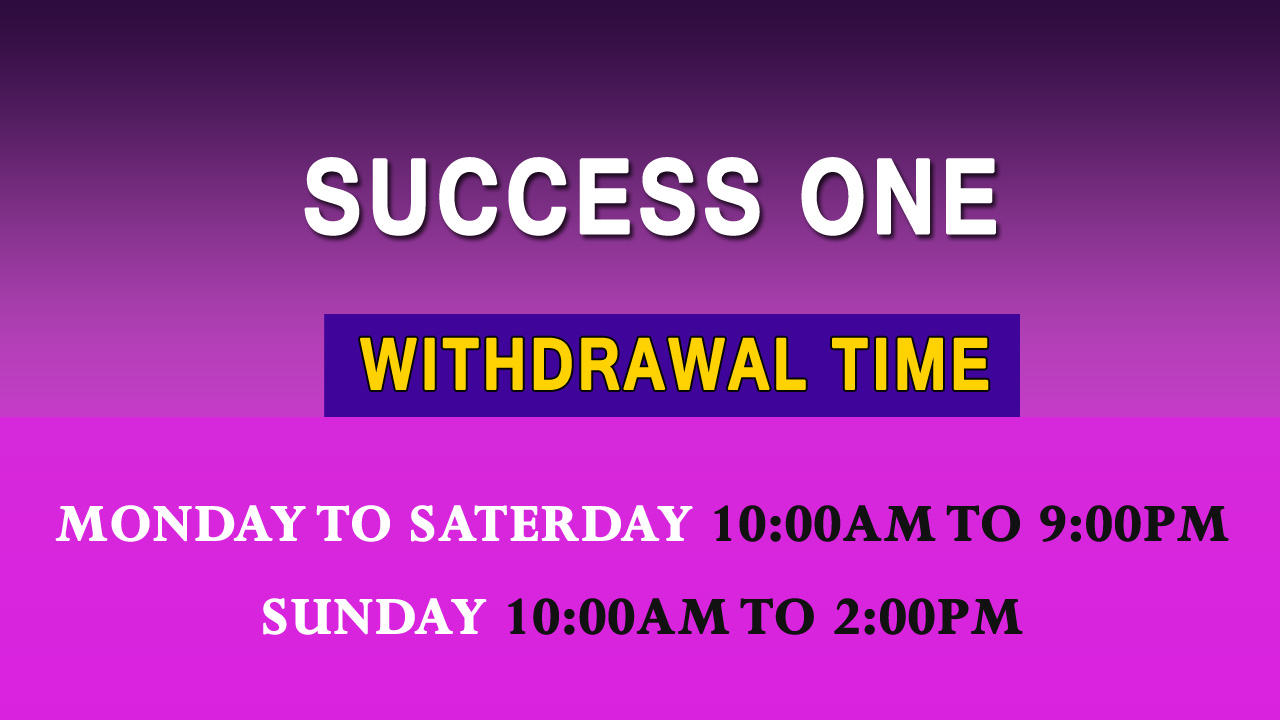 SUCCESS ONE
WITHDRAWAL TIME
MONDAY TO SATERDAY 10:00AM TO 9:00PM
SUNDAY 10:00AM TO 2:00PM